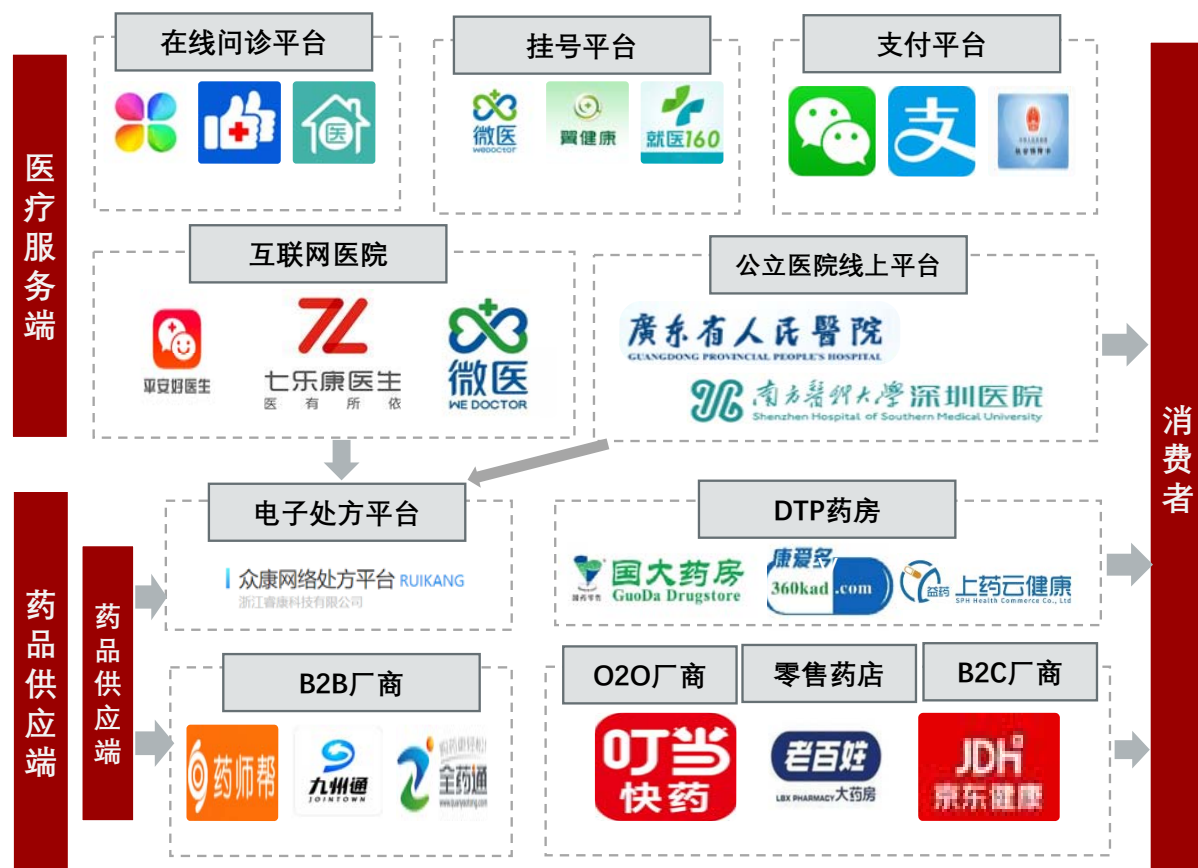 在线问诊平台
挂号平台
支付平台
医
微医
WEDOCTOR
翼健康
就医160
支
医疗服务端
互联网医院
公立医院线上平台
平安好医生
七乐康医生
医有所依
微医
WE DOCTOR
廣东省人民醫院
GUANGDONG PROVINCIAL PEOPLE'S HOSPITAL
南方醫科大學深圳医院
Shenzhen Hospital of Southern Medical University
消费者
药品供应端
药品供应端
电子处方平台
众康网络处方平台 RUIKANG
浙江睿康科技有限公司
DTP药房
国药零售
国大药房
GuoDa Drugstore
康爱多
360kad.com
益药
上药云健康
SPH Health Commerce Co., Ltd
B2B厂商
药师帮
九州通
JOINTOWN
全药通
O2O厂商
零售药店
B2C厂商
叮当
快药
老百姓
LBX PHARMACY 大药房
JDH
京东健康